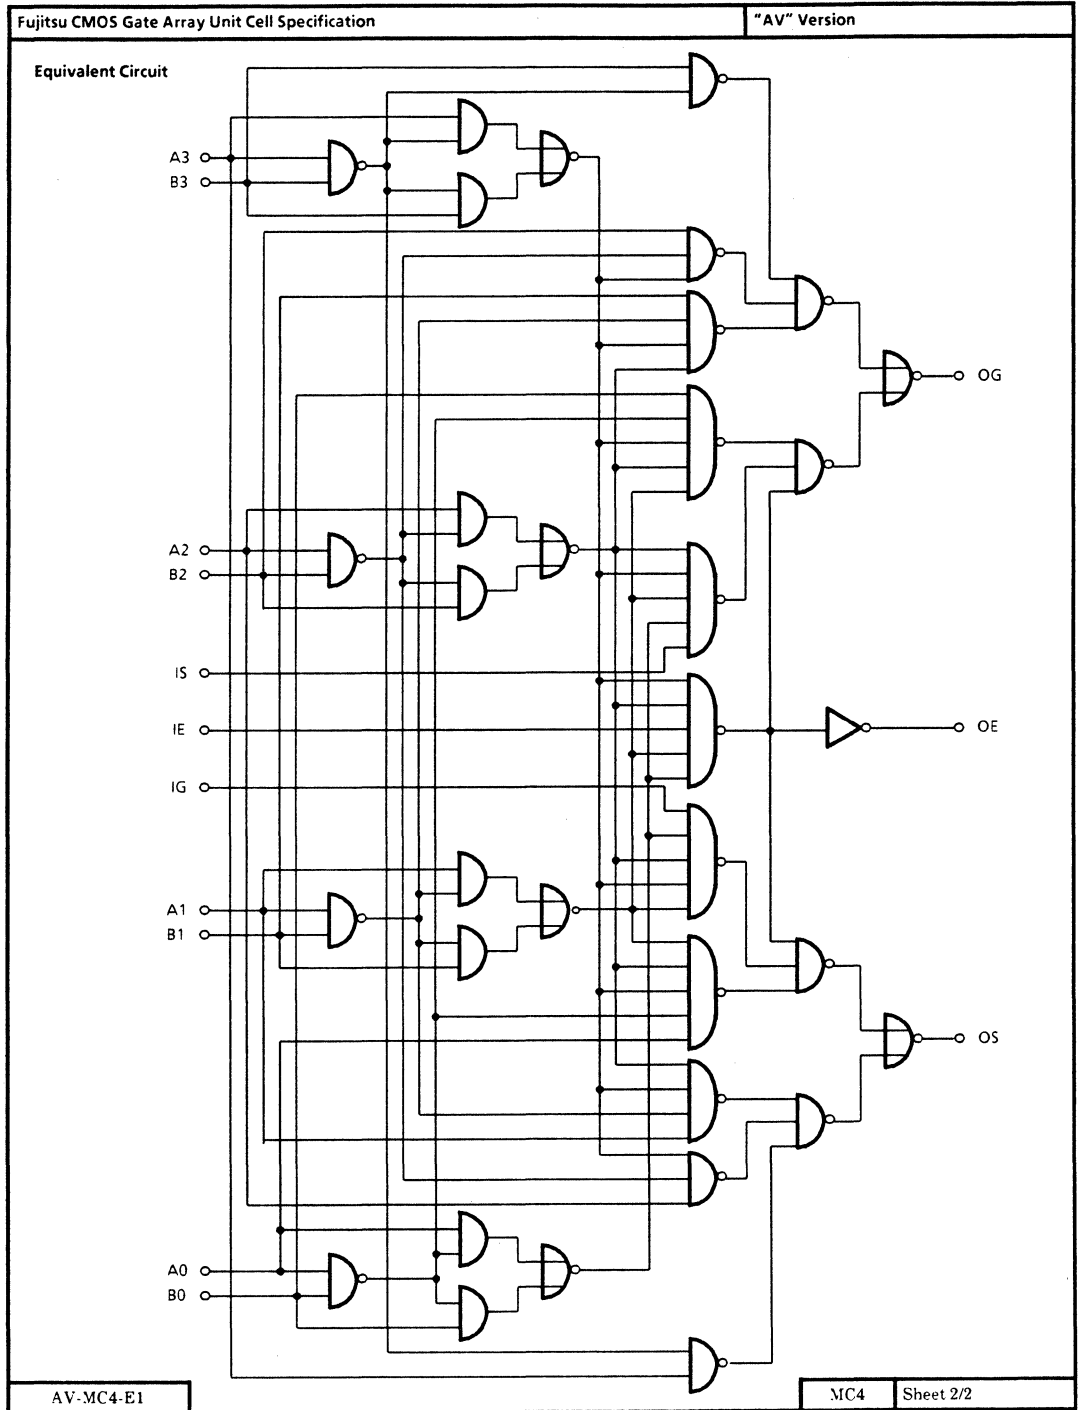 Fujitsu CMOS Gate Array Unit Cell Specification
"AV" Version
Equivalent Circuit
A3
B3
OG
A2
B2
IS
IE
OE
IG
A1
B1
OS
A0
B0
AV-MC4-E1
MC4
Sheet 2/2